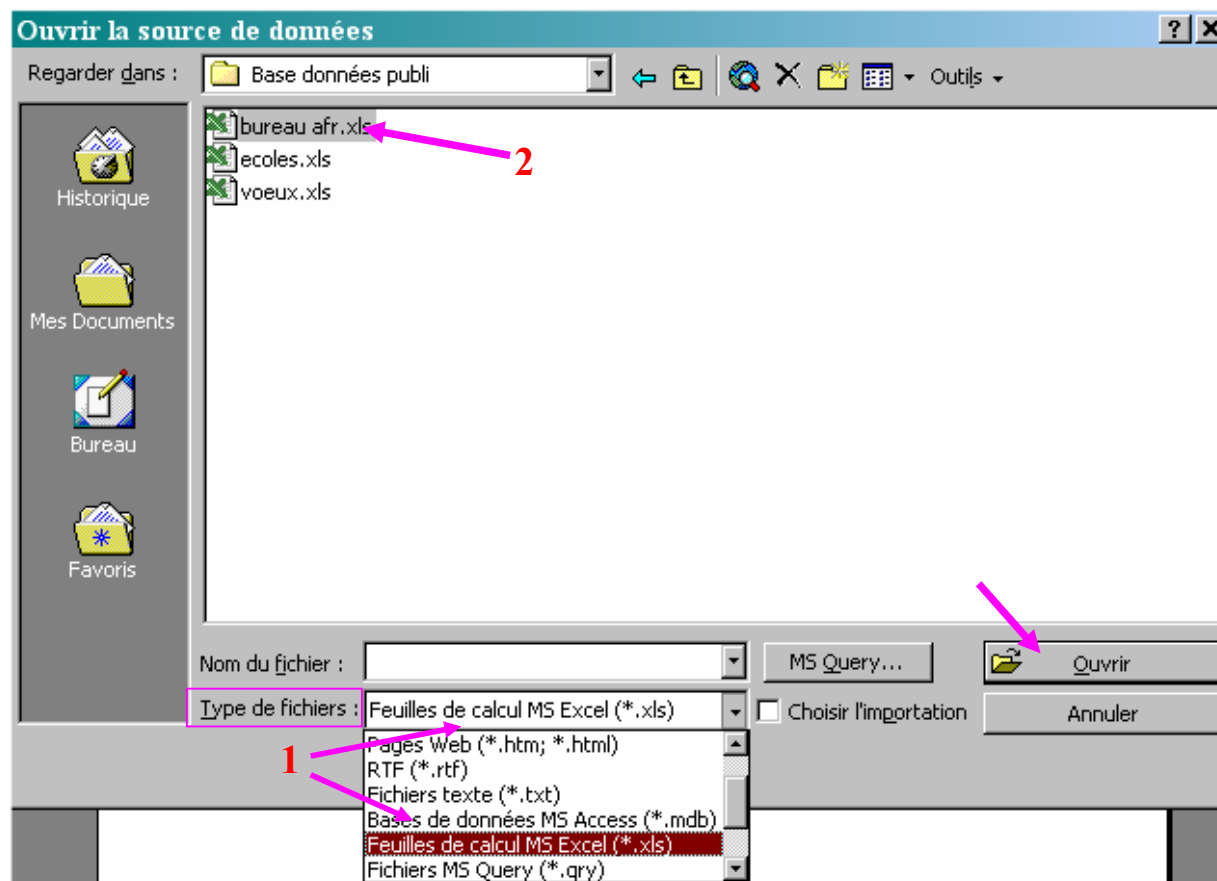 Ouvrir la source de données
Regarder dans : Base données publi Outils
bureau afr.xls
2
ecoles.xls
voeux.xls
Historique
Mes Documents
Bureau
Favoris
Nom du fichier : MS Query... Ouvrir
Type de fichiers : Feuilles de calcul MS Excel (*.xls) Choisir l'importation Annuler
1
Pages Web (*.htm; *.html)
RTF (*.rtf)
Fichiers texte (*.txt)
Bases de données MS Access (*.mdb)
Feuilles de calcul MS Excel (*.xls)
Fichiers MS Query (*.qry)